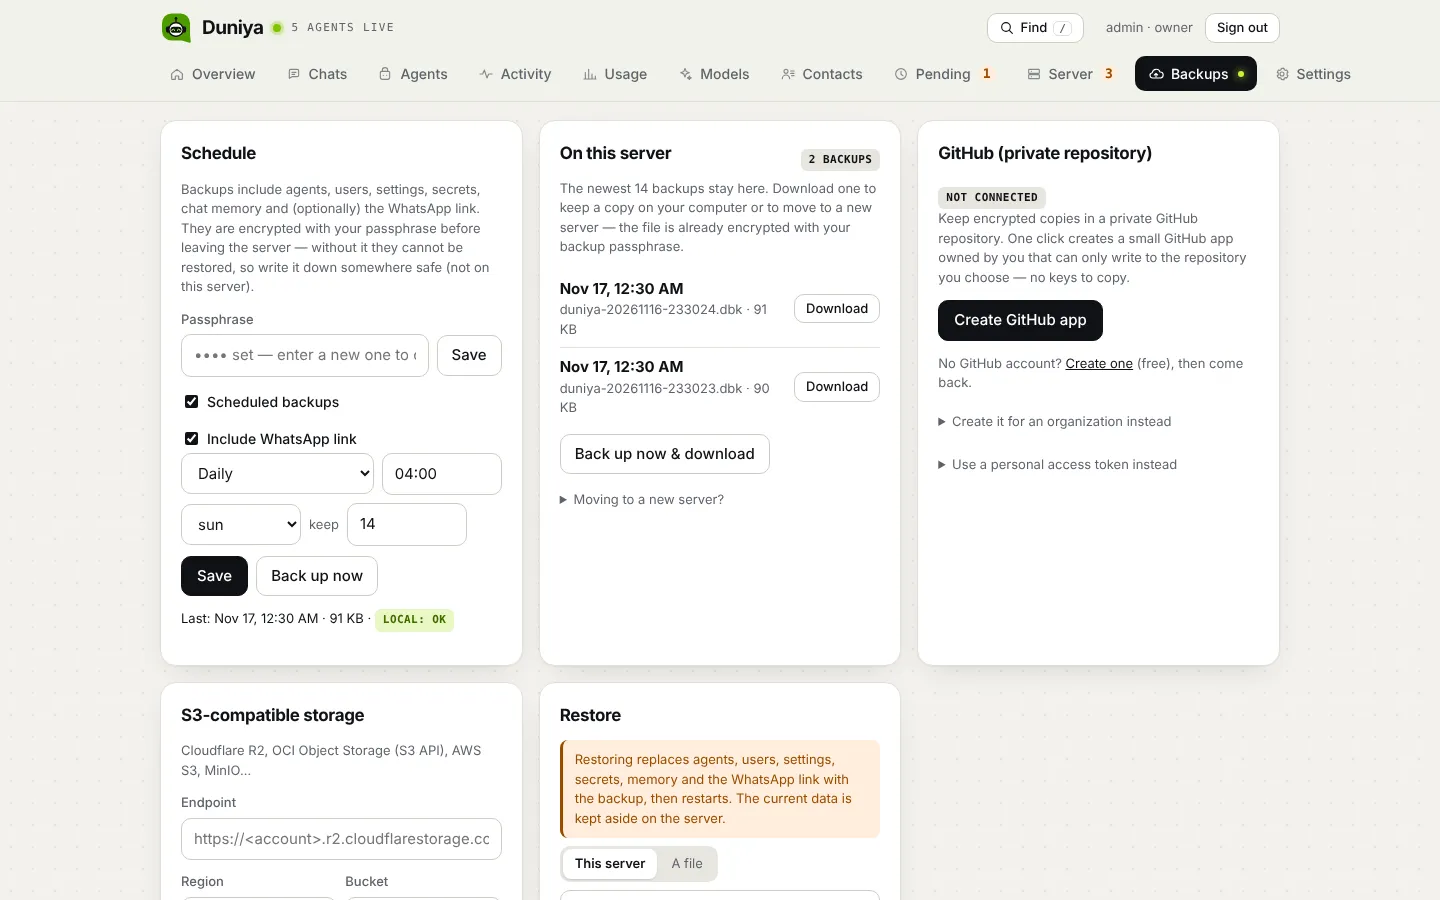 Duniya
5 AGENTS LIVE
Find /
admin · owner
Sign out
Overview
Chats
Agents
Activity
Usage
Models
Contacts
Pending 1
Server 3
Backups
Settings
Schedule
Backups include agents, users, settings, secrets,
chat memory and (optionally) the WhatsApp link.
They are encrypted with your passphrase before
leaving the server — without it they cannot be
restored, so write it down somewhere safe (not on
this server).
Passphrase
•••• set — enter a new one to c
Save
Scheduled backups
Include WhatsApp link
Daily
04:00
sun
keep
14
Save
Back up now
Last: Nov 17, 12:30 AM · 91 KB · LOCAL: OK
On this server
2 BACKUPS
The newest 14 backups stay here. Download one to
keep a copy on your computer or to move to a new
server — the file is already encrypted with your
backup passphrase.
Nov 17, 12:30 AM
duniya-20261116-233024.dbk · 91
KB
Download
Nov 17, 12:30 AM
duniya-20261116-233023.dbk · 90
KB
Download
Back up now & download
▶ Moving to a new server?
GitHub (private repository)
NOT CONNECTED
Keep encrypted copies in a private GitHub
repository. One click creates a small GitHub app
owned by you that can only write to the repository
you choose — no keys to copy.
Create GitHub app
No GitHub account? Create one (free), then come
back.
▶ Create it for an organization instead
▶ Use a personal access token instead
S3-compatible storage
Cloudflare R2, OCI Object Storage (S3 API), AWS
S3, MinIO...
Endpoint
https://<account>.r2.cloudflarestorage.cc
Region
Bucket
Restore
Restoring replaces agents, users, settings,
secrets, memory and the WhatsApp link with
the backup, then restarts. The current data is
kept aside on the server.
This server
A file